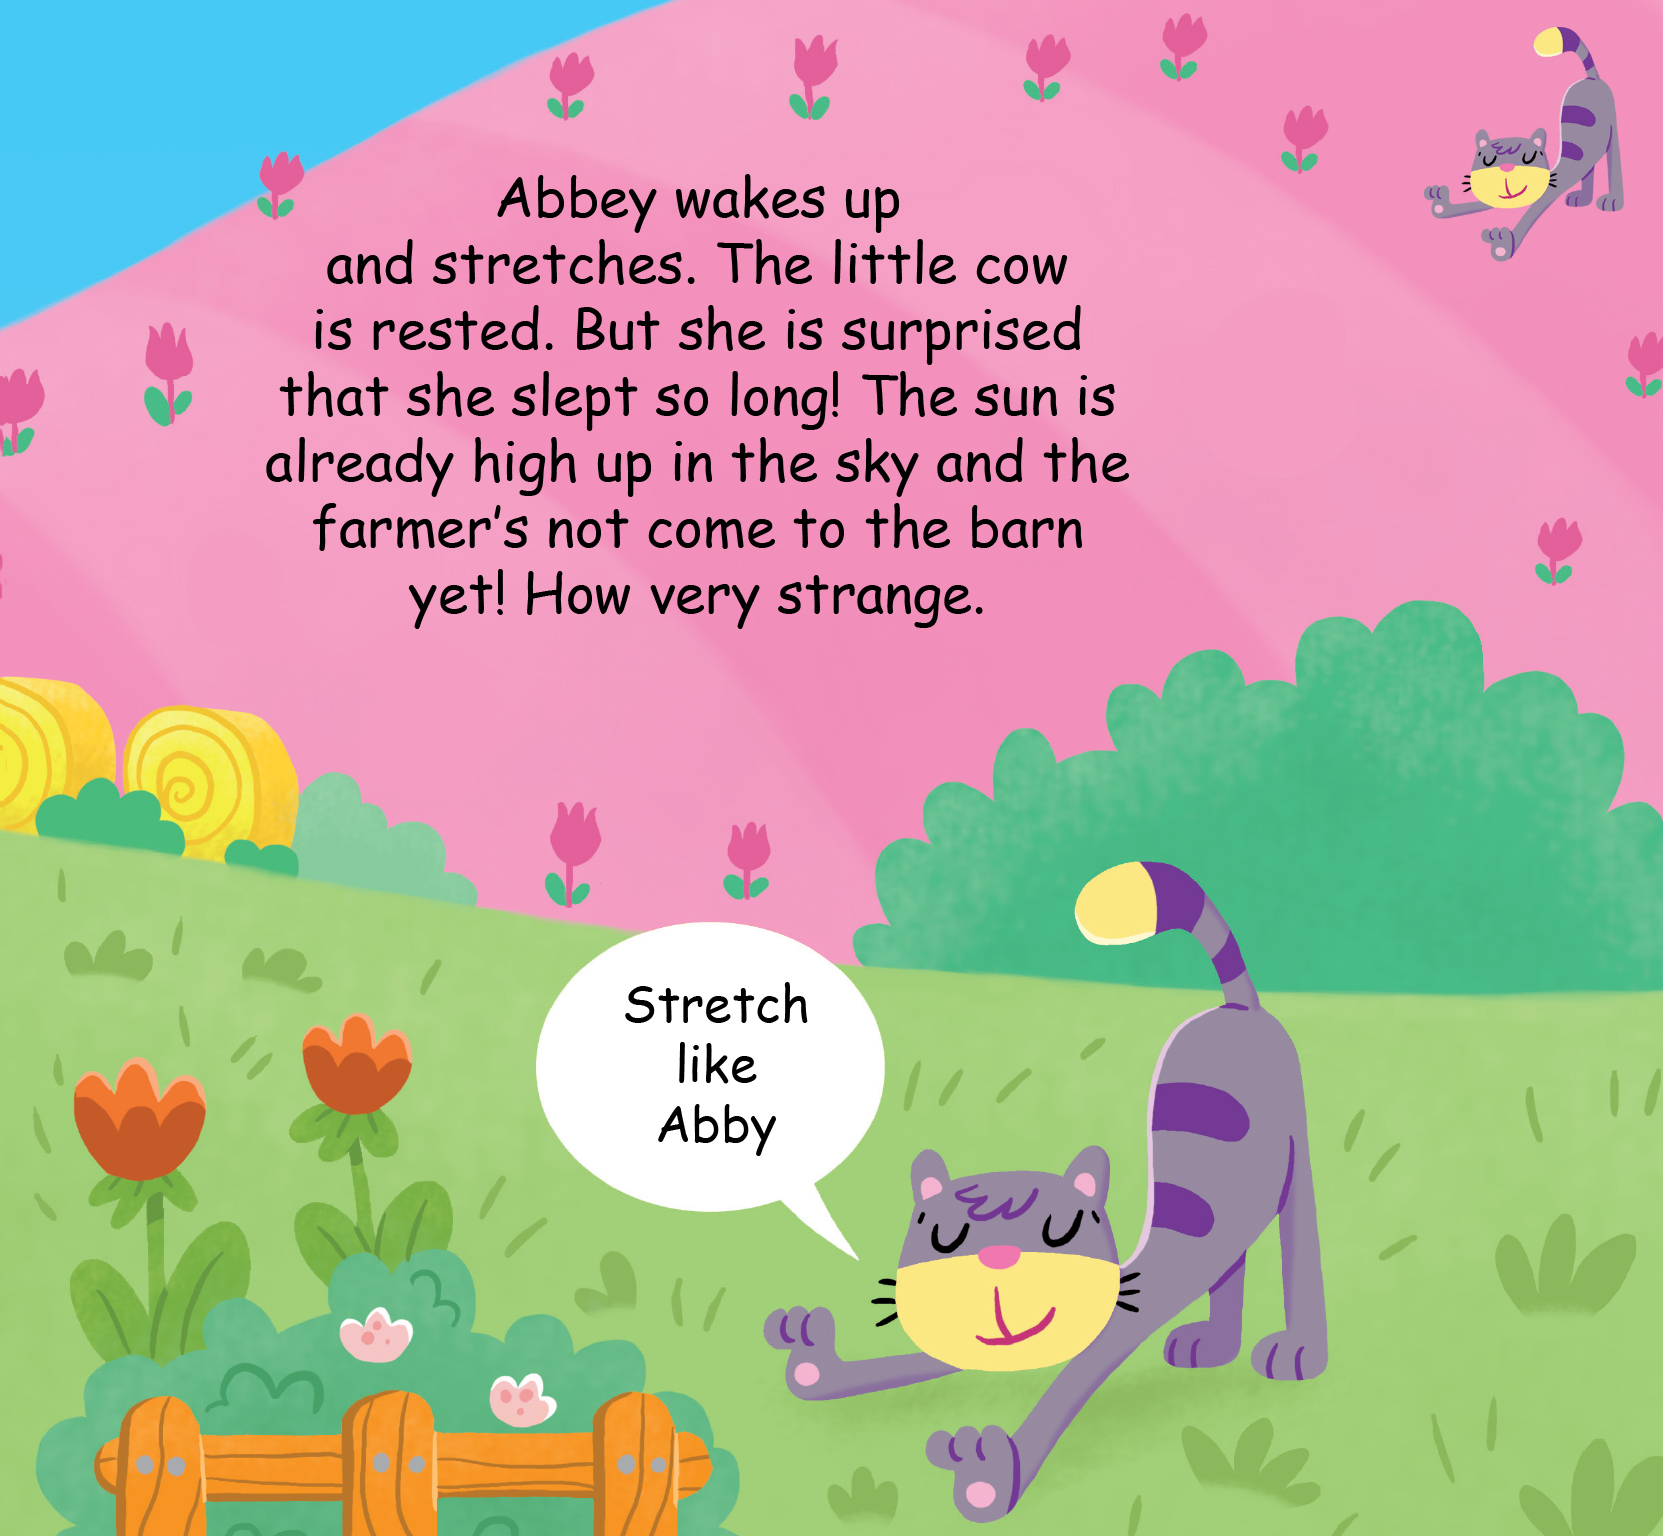 Abbey wakes up
and stretches. The little cow
is rested. But she is surprised
that she slept so long! The sun is
already high up in the sky and the
farmer's not come to the barn
yet! How very strange.
Stretch
like
Abby